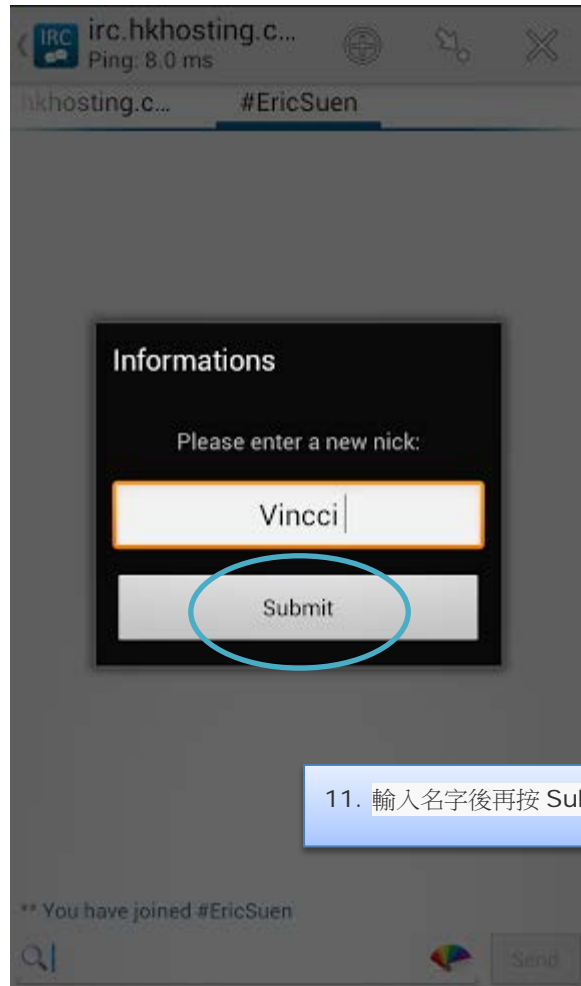 IRC
irc.hkhosting.c...
Ping: 8.0 ms
hkhosting.c...
#EricSuen
Informations
Please enter a new nick:
Vincci
Submit
11. 輸入名字後再按 Su
** You have joined #EricSuen
Send